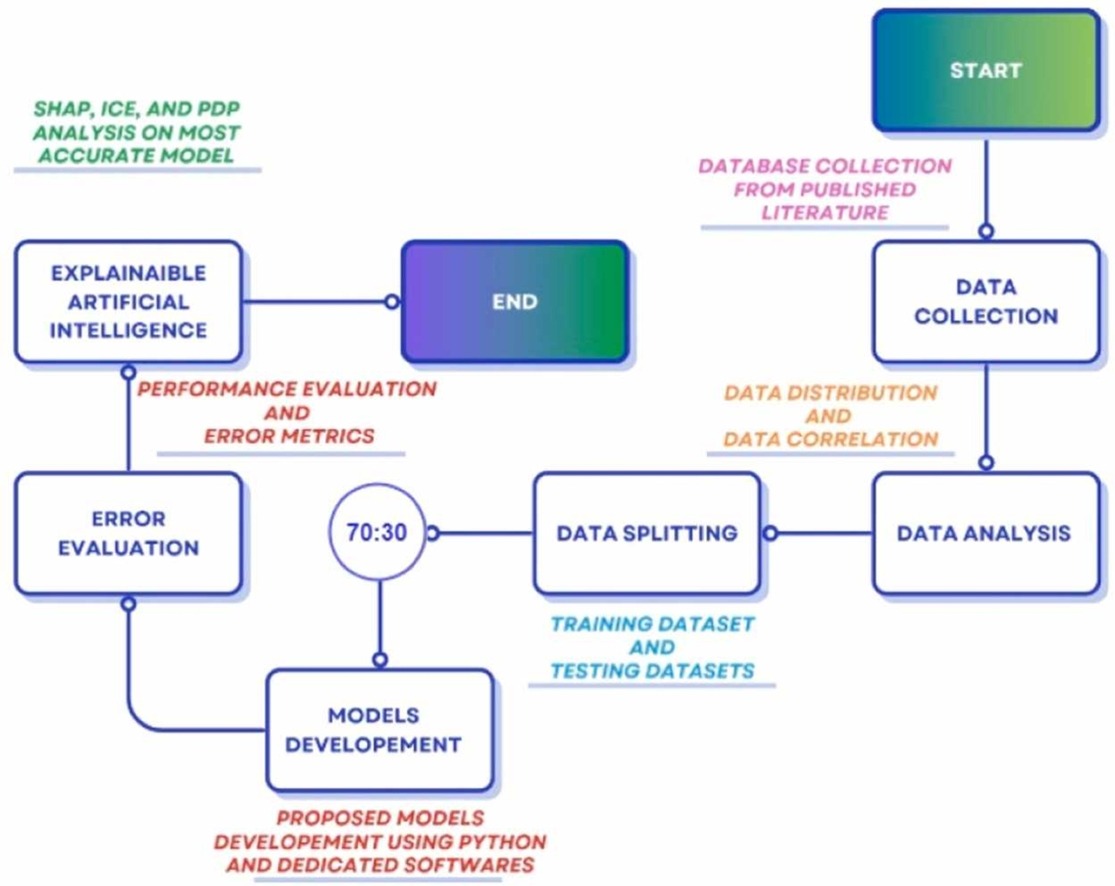 START
DATABASE COLLECTION
FROM PUBLISHED
LITERATURE
DATA
COLLECTION
DATA DISTRIBUTION
AND
DATA CORRELATION
DATA ANALYSIS
DATA SPLITTING
TRAINING DATASET
AND
TESTING DATASETS
70:30
MODELS
DEVELOPEMENT
PROPOSED MODELS
DEVELOPEMENT USING PYTHON
AND DEDICATED SOFTWARES
ERROR
EVALUATION
PERFORMANCE EVALUATION
AND
ERROR METRICS
EXPLAINAIBLE
ARTIFICIAL
INTELLIGENCE
SHAP, ICE, AND PDP
ANALYSIS ON MOST
ACCURATE MODEL
END